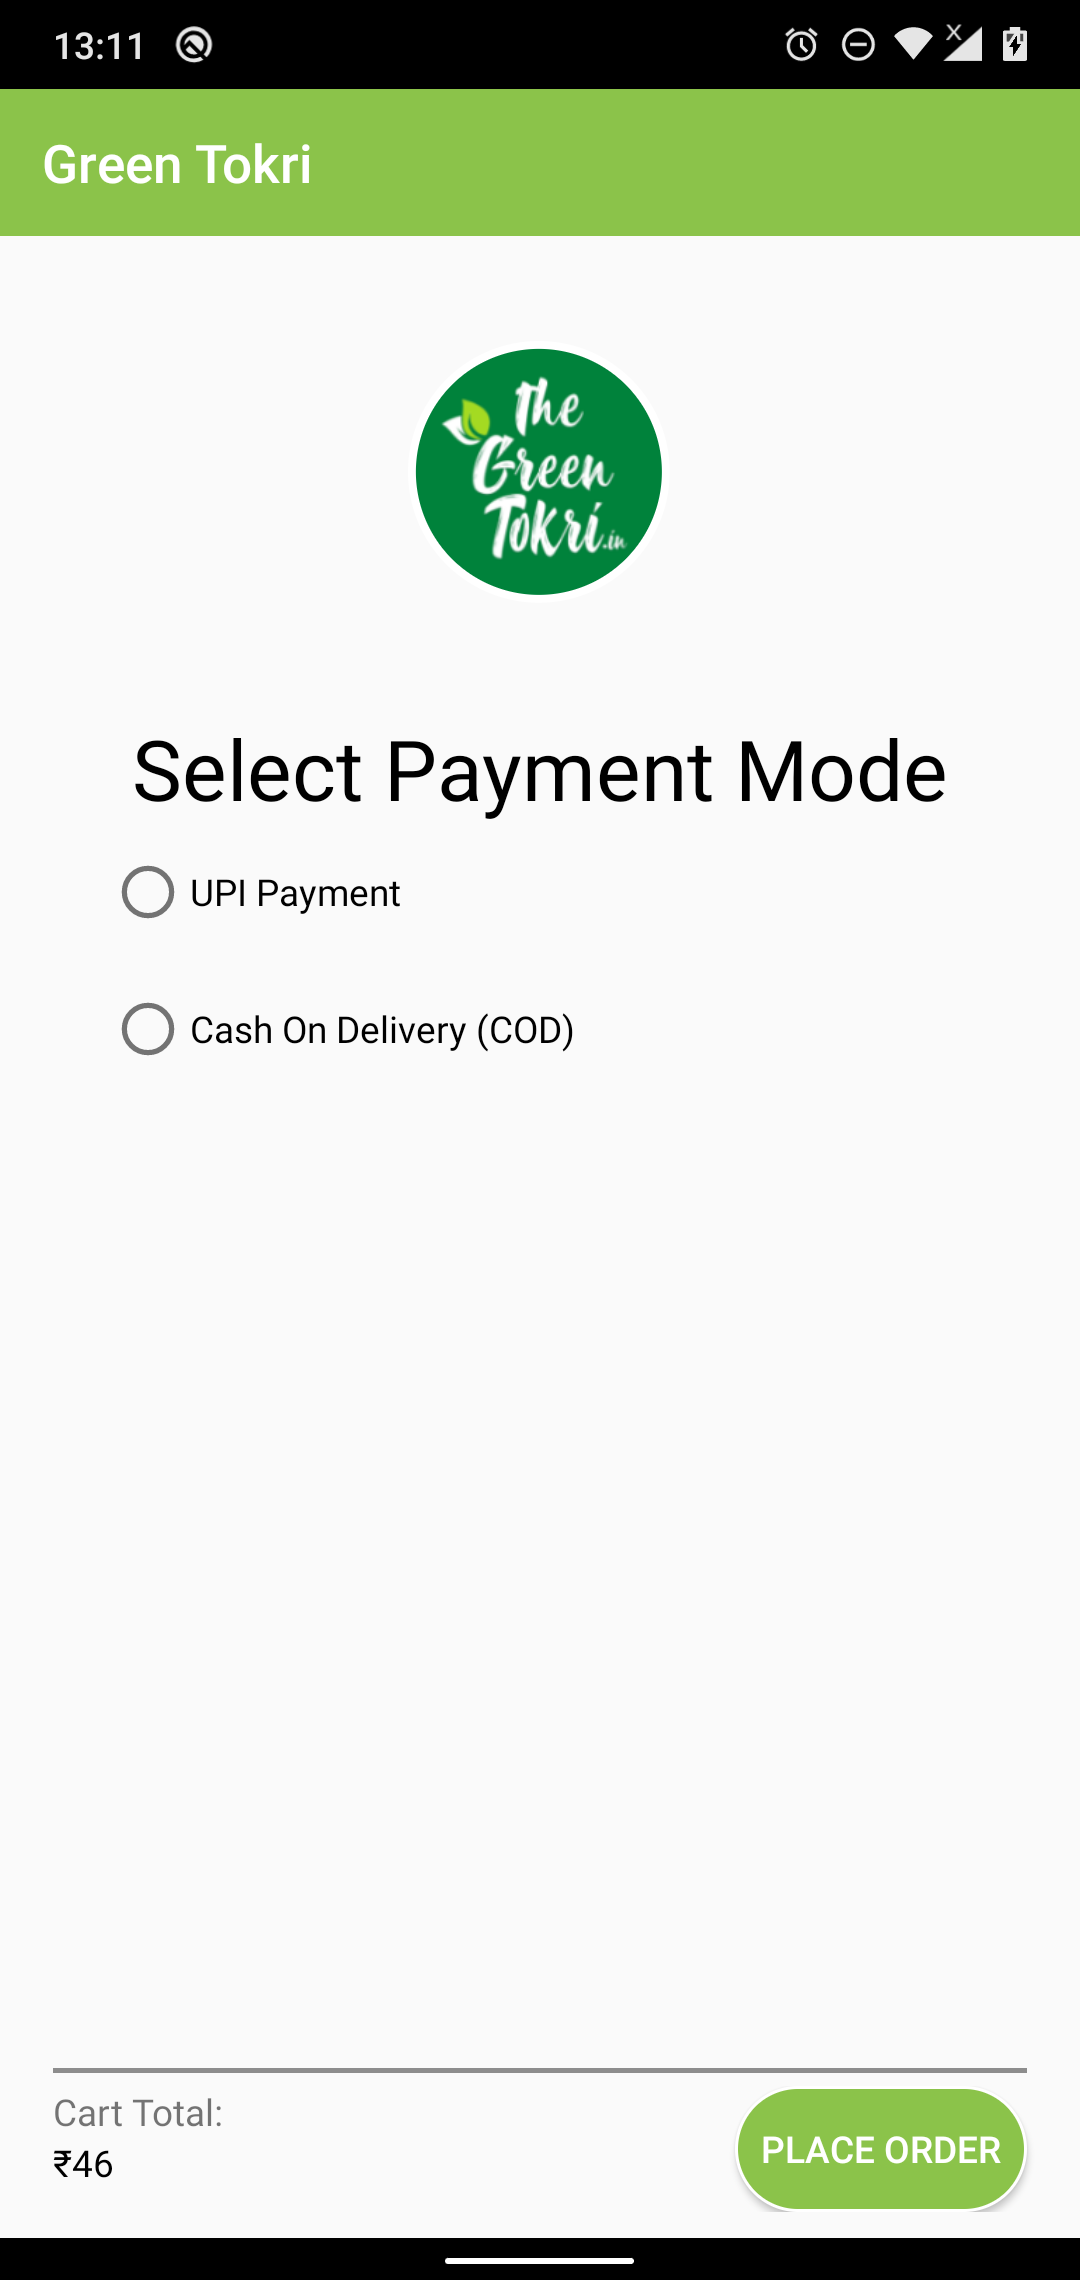 13:11
Green Tokri
The
Green
Tokri.in
Select Payment Mode
UPI Payment
Cash On Delivery (COD)
Cart Total:
₹46
PLACE ORDER